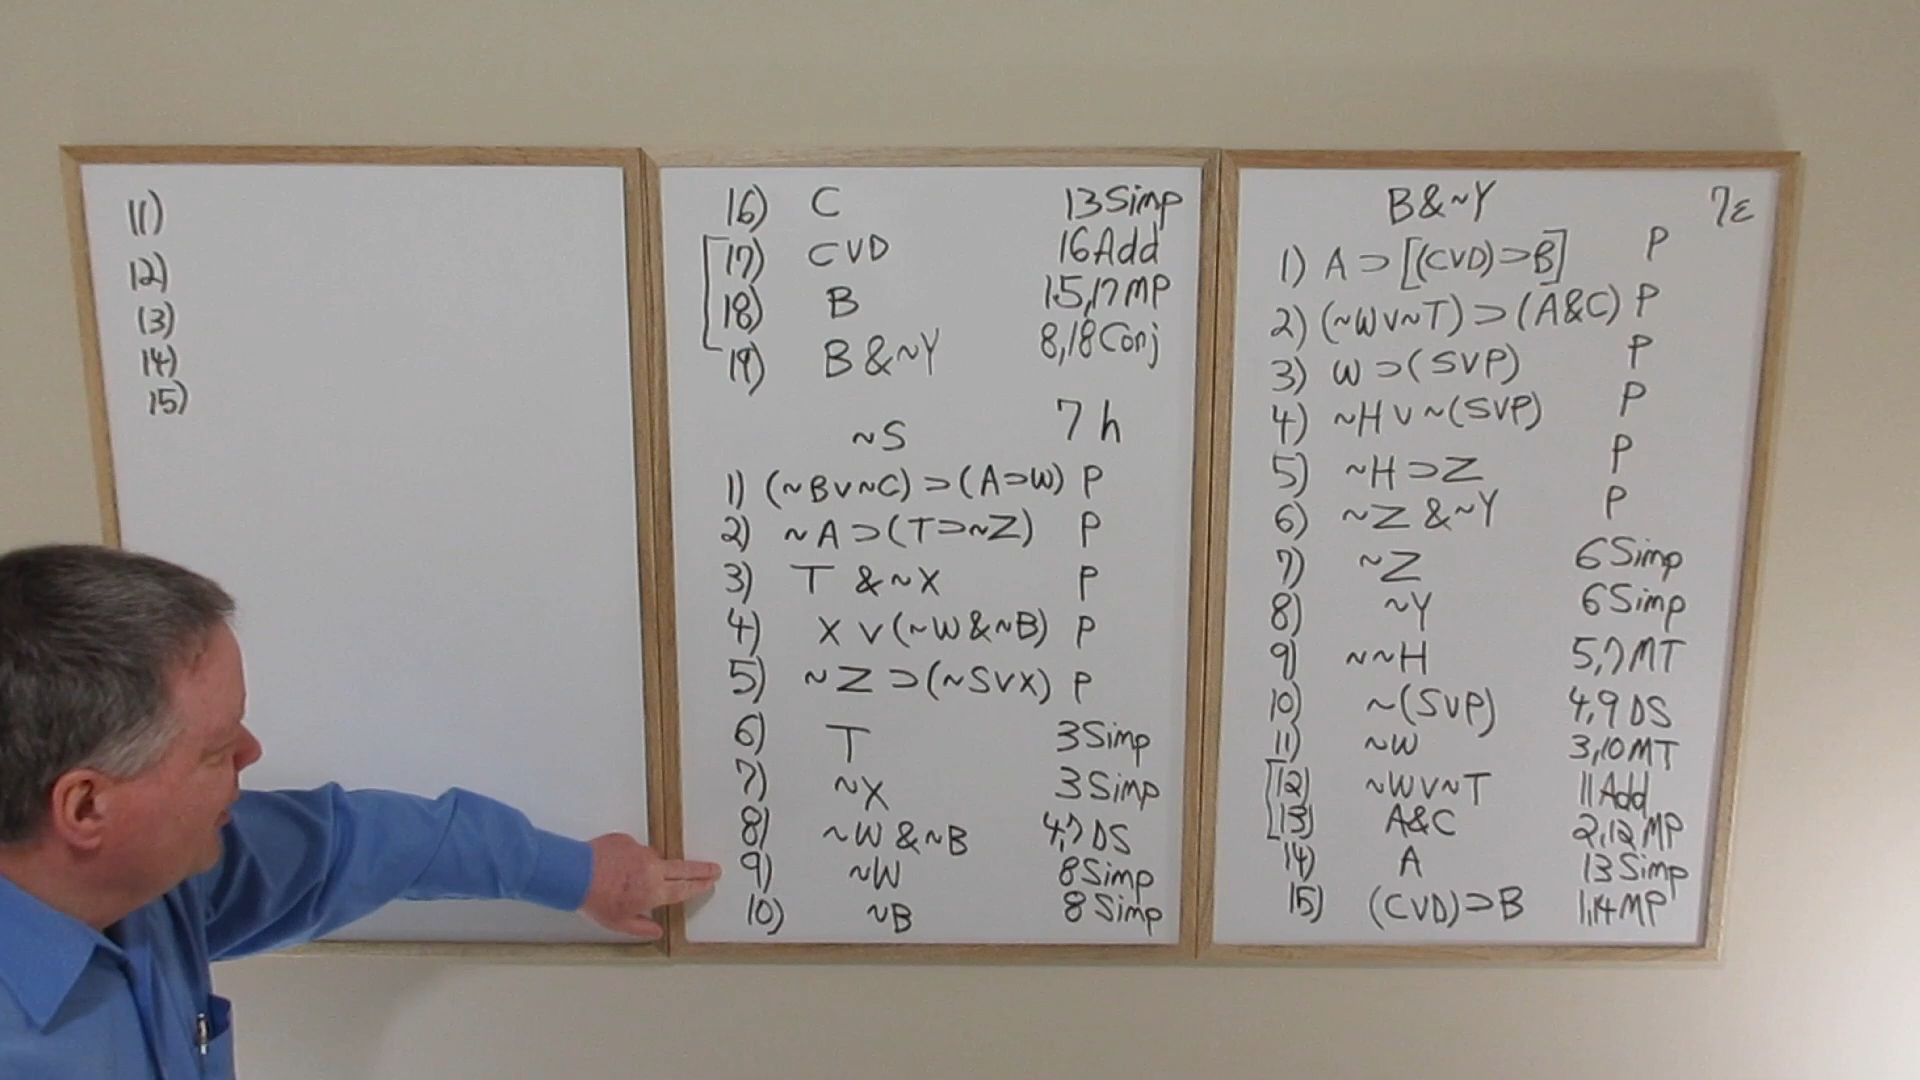 11)
12)
13)
14)
15)
16) C 13 Simp
17) C∨D 16 Add
18) B 15,17 MP
19) B & ~Y 8,18 Conj
~S 7h
1) (~B∨~C) ⊃ (A⊃W) P
2) ~A ⊃ (T⊃~Z) P
3) T & ~X P
4) X ∨ (~W & ~B) P
5) ~Z ⊃ (~S∨X) P
6) T 3 Simp
7) ~X 3 Simp
8) ~W & ~B 4,7 DS
9) ~W 8 Simp
10) ~B 8 Simp
B & ~Y 7ε
1) A ⊃ [(C∨D) ⊃ B] P
2) (~W∨~T) ⊃ (A&C) P
3) W ⊃ (S∨P) P
4) ~H ∨ ~(S∨P) P
5) ~H ⊃ Z P
6) ~Z & ~Y P
7) ~Z 6 Simp
8) ~Y 6 Simp
9) ~~H 5,7 MT
10) ~(S∨P) 4,9 DS
11) ~W 3,10 MT
12) ~W∨~T 11 Add
13) A&C 2,12 MP
14) A 13 Simp
15) (C∨D) ⊃ B 1,14 MP